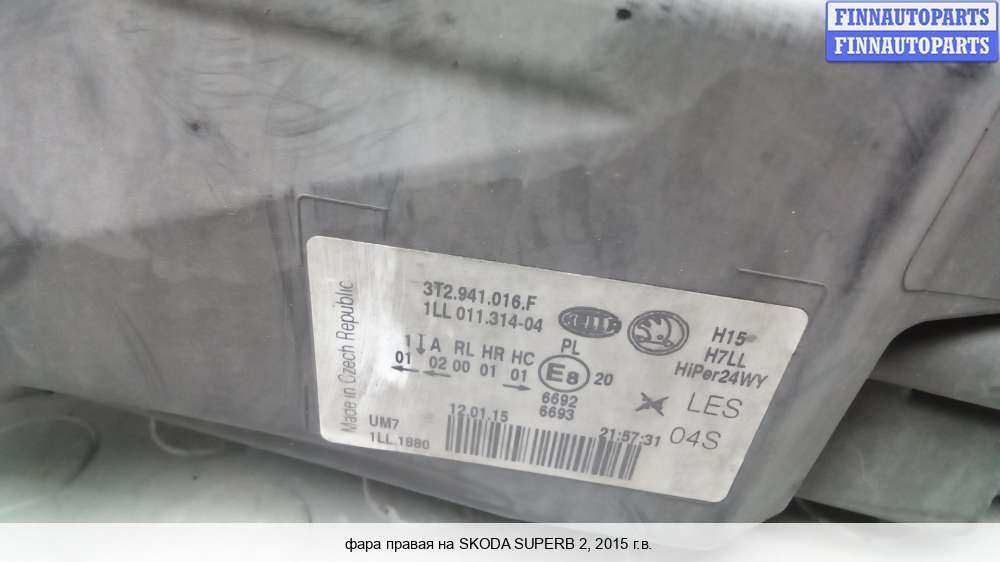 FINNAUTOPARTS
FINNAUTOPARTS
Made in Czech Republic
3T2.941.016.F
1LL 011.314-04
HELLA
H15
H7LL
HiPer24WY
1 A RL HR HC PL
01 02 00 01 01 E8 20
6692
6693
LES
04S
12.01.15
21:57:31
UM7
1LL.1880
фара правая на SKODA SUPERB 2, 2015 г.в.